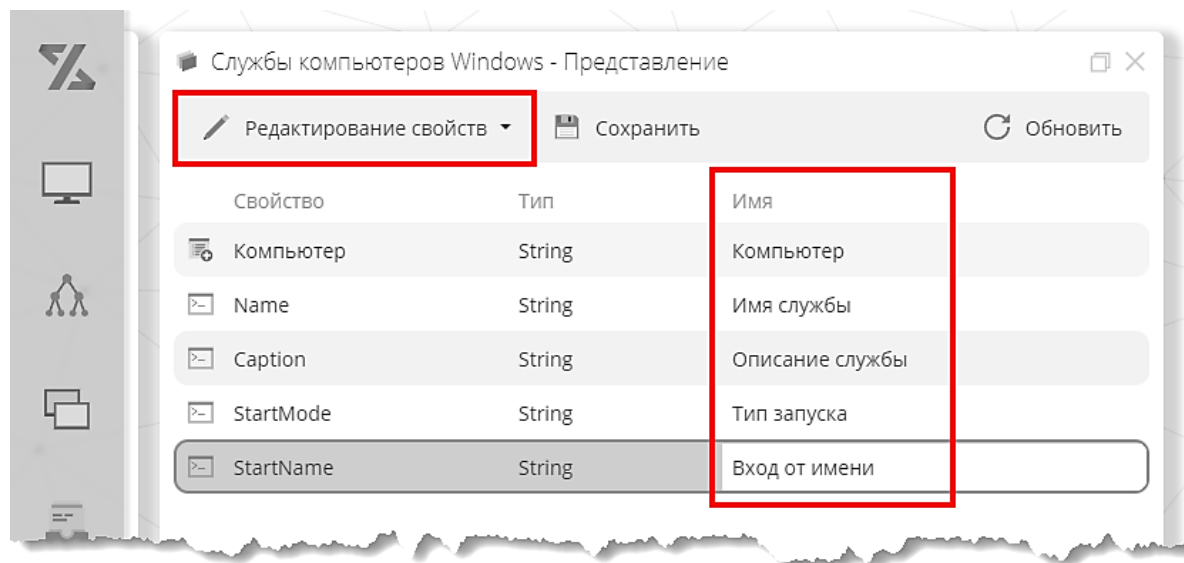 Службы компьютеров Windows - Представление
Редактирование свойств Сохранить Обновить
Свойство Тип Имя
Компьютер String Компьютер
Name String Имя службы
Caption String Описание службы
StartMode String Тип запуска
StartName String Вход от имени